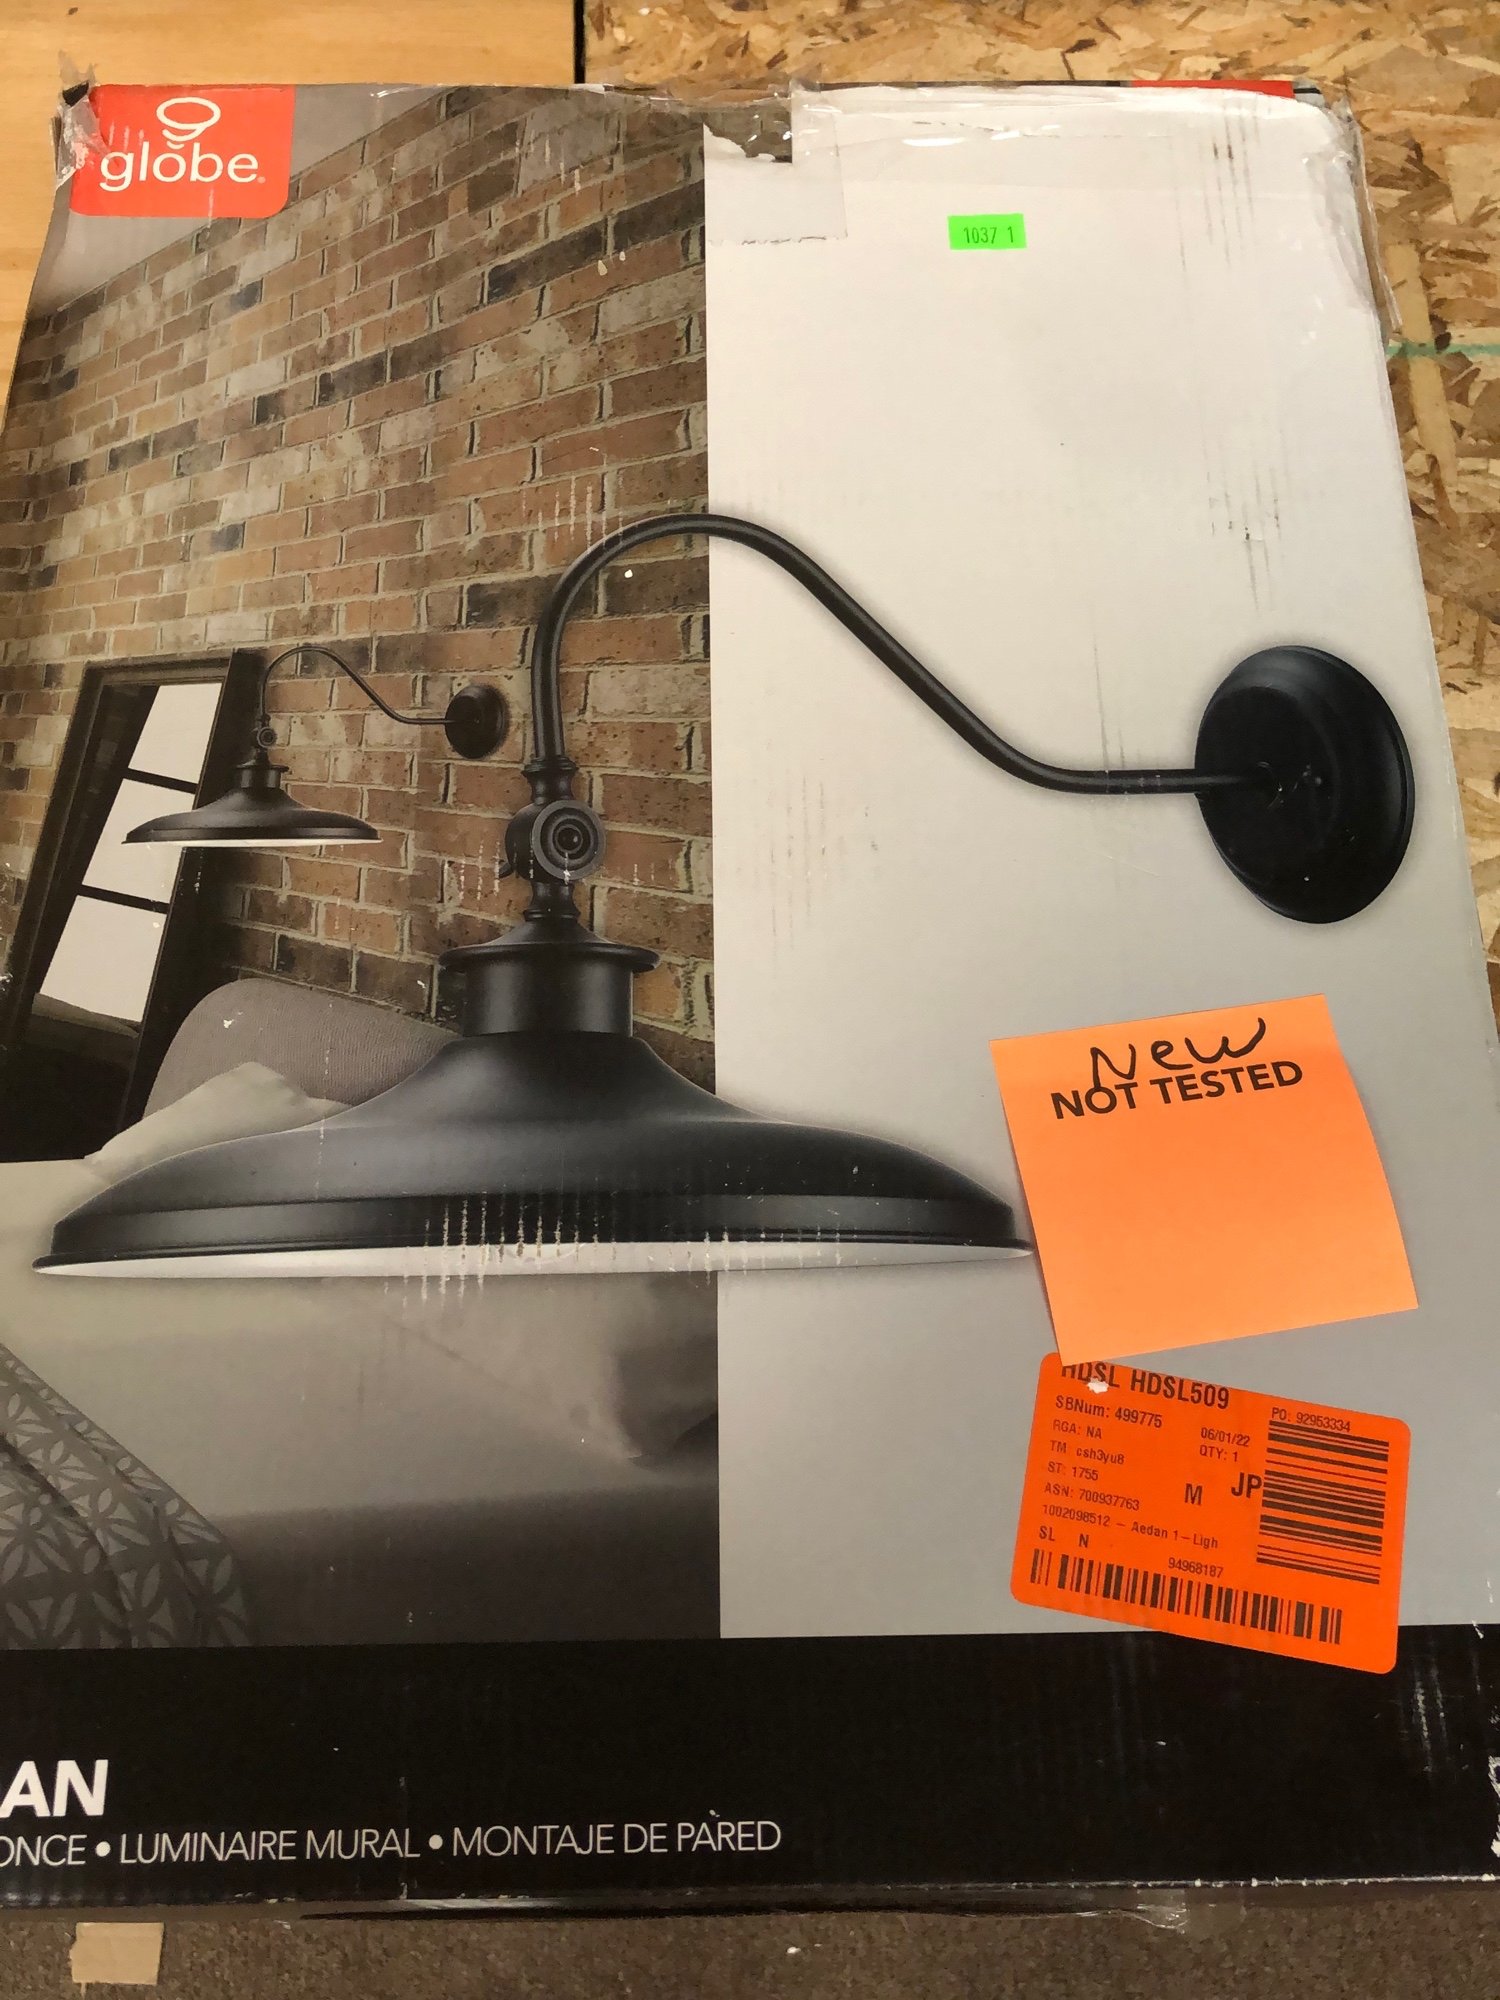 globe
1037 1
New
NOT TESTED
HDSL HDSL509
SBNum: 499775
PO: 92953334
RGA: NA
06/01/22
TM csh3yu8
QTY: 1
ST: 1755
M JP
ASN: 700937763
1002098512 - Aedan 1-Ligh
SL N
94968187
AN
ONCE • LUMINAIRE MURAL • MONTAJE DE PARED